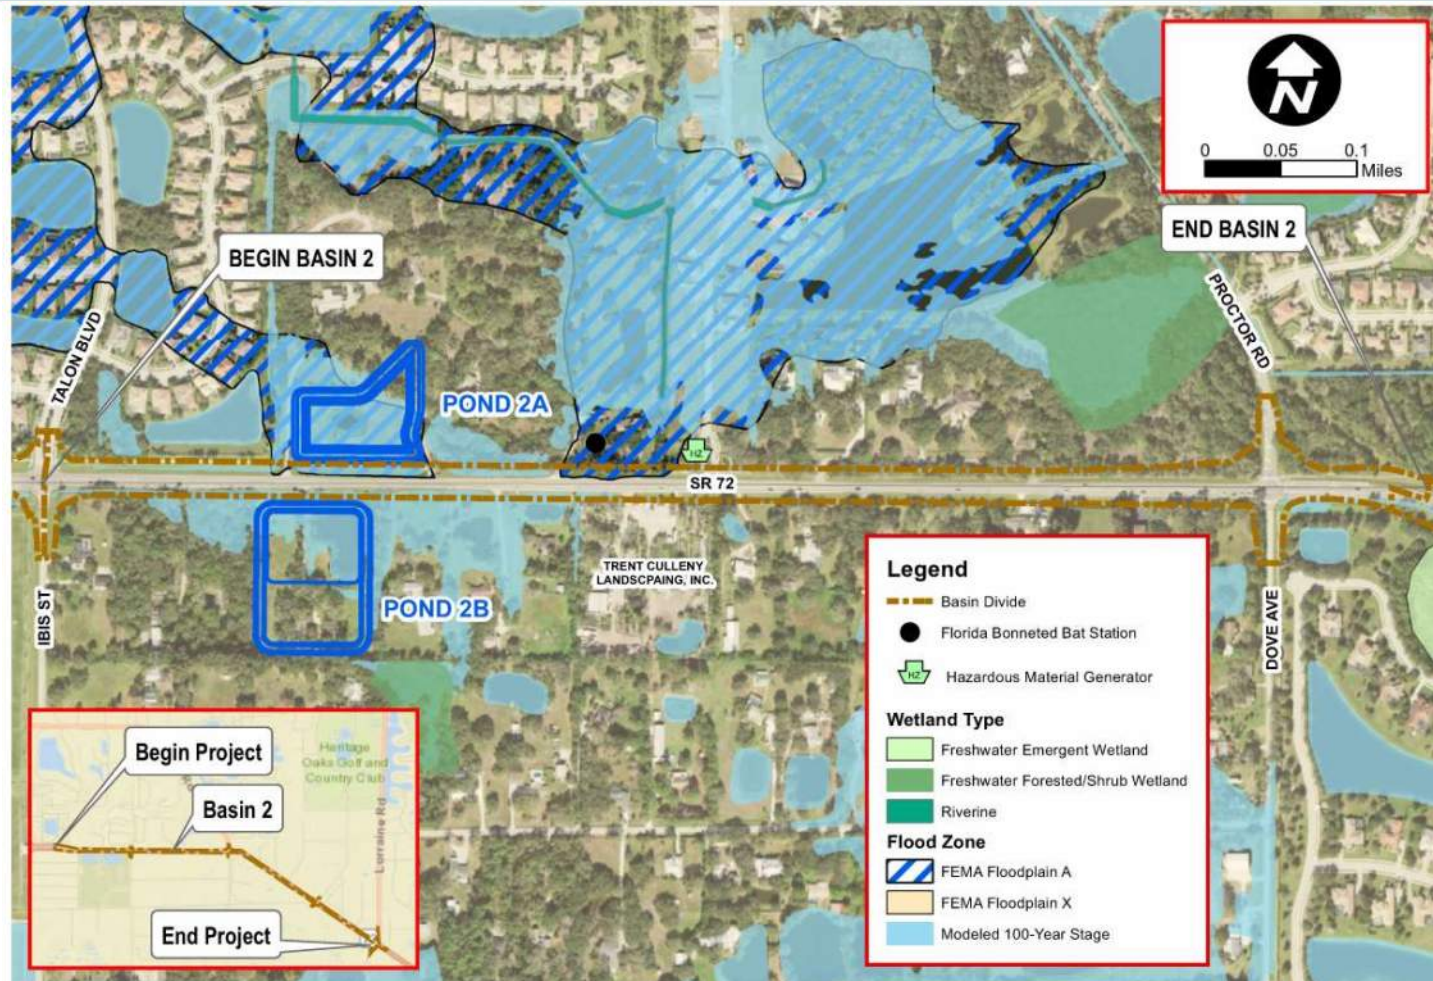 N
0 0.05 0.1
Miles
BEGIN BASIN 2
END BASIN 2
TALON BLVD
PROCTOR RD
POND 2A
HZ
SR 72
TRENT CULLENY
LANDSCPAING, INC.
POND 2B
IBIS ST
DOVE AVE
Legend
Basin Divide
Florida Bonneted Bat Station
HZ
Hazardous Material Generator
Wetland Type
Freshwater Emergent Wetland
Freshwater Forested/Shrub Wetland
Riverine
Flood Zone
FEMA Floodplain A
FEMA Floodplain X
Modeled 100-Year Stage
Begin Project
Heritage
Oaks Golf and
Country Club
Basin 2
Lorraine Rd
End Project